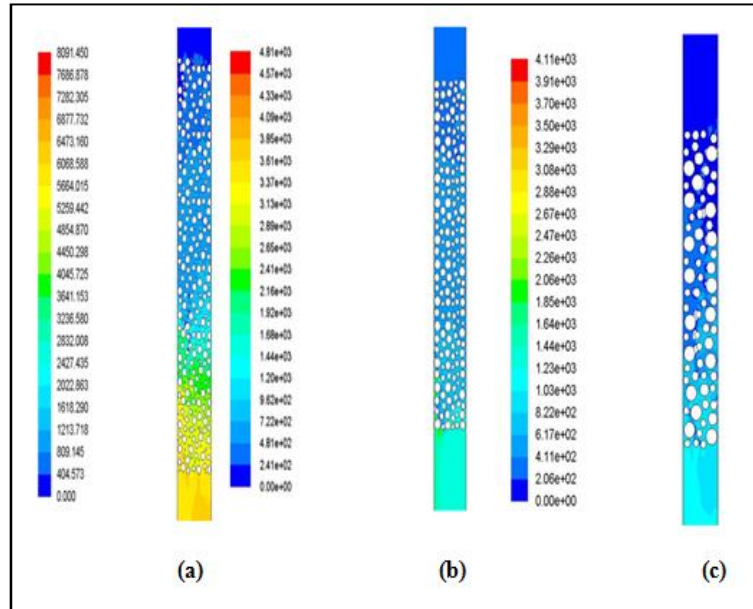 8091.450
7686.878
7282.305
6877.732
6473.160
6068.588
5664.015
5259.442
4854.870
4450.298
4045.725
3641.153
3236.580
2832.008
2427.435
2022.863
1618.290
1213.718
809.145
404.573
0.000
4.81e+03
4.57e+03
4.33e+03
4.09e+03
3.85e+03
3.61e+03
3.37e+03
3.13e+03
2.89e+03
2.65e+03
2.41e+03
2.16e+03
1.92e+03
1.68e+03
1.44e+03
1.20e+03
9.62e+02
7.22e+02
4.81e+02
2.41e+02
0.00e+00
4.11e+03
3.91e+03
3.70e+03
3.50e+03
3.29e+03
3.08e+03
2.88e+03
2.67e+03
2.47e+03
2.26e+03
2.06e+03
1.85e+03
1.64e+03
1.44e+03
1.23e+03
1.03e+03
8.22e+02
6.17e+02
4.11e+02
2.06e+02
0.00e+00
(a)
(b)
(c)